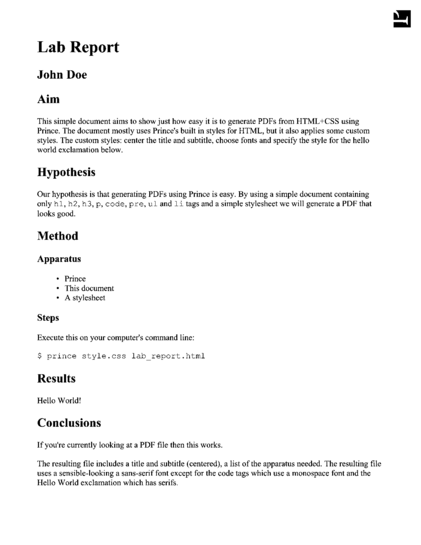 Lab Report
John Doe
Aim
This simple document aims to show just how easy it is to generate PDFs from HTML+CSS using
Prince. The document mostly uses Prince's built in styles for HTML, but it also applies some custom
styles. The custom styles: center the title and subtitle, choose fonts and specify the style for the hello
world exclamation below.
Hypothesis
Our hypothesis is that generating PDFs using Prince is easy. By using a simple document containing
only h1, h2, h3, p, code, pre, ul and li tags and a simple stylesheet we will generate a PDF that
looks good.
Method
Apparatus
• Prince
• This document
• A stylesheet
Steps
Execute this on your computer's command line:
$ prince style.css lab_report.html
Results
Hello World!
Conclusions
If you're currently looking at a PDF file then this works.
The resulting file includes a title and subtitle (centered), a list of the apparatus needed. The resulting file
uses a sensible-looking a sans-serif font except for the code tags which use a monospace font and the
Hello World exclamation which has serifs.